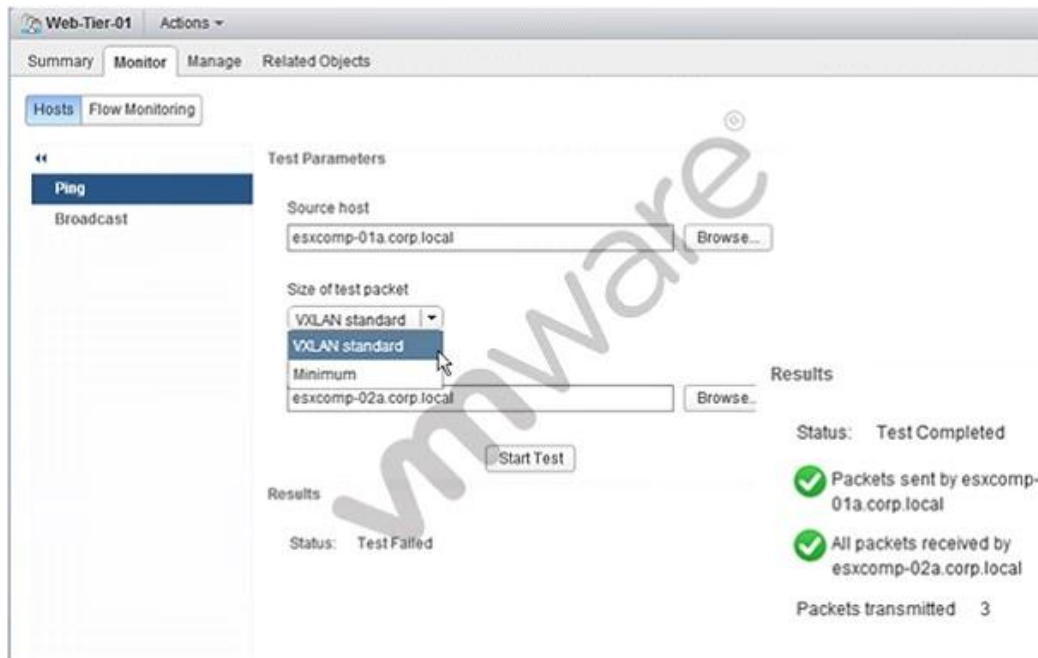 Web-Tier-01 Actions
Summary Monitor Manage Related Objects
Hosts Flow Monitoring
Ping
Broadcast
Test Parameters
Source host
esxcomp-01a.corp.local Browse...
Size of test packet
VXLAN standard
VXLAN standard
Minimum
esxcomp-02a.corp.local Browse..
Start Test
Results
Status: Test Failed
Results
Status: Test Completed
Packets sent by esxcomp-
01a.corp.local
All packets received by
esxcomp-02a.corp.local
Packets transmitted 3
vmware®